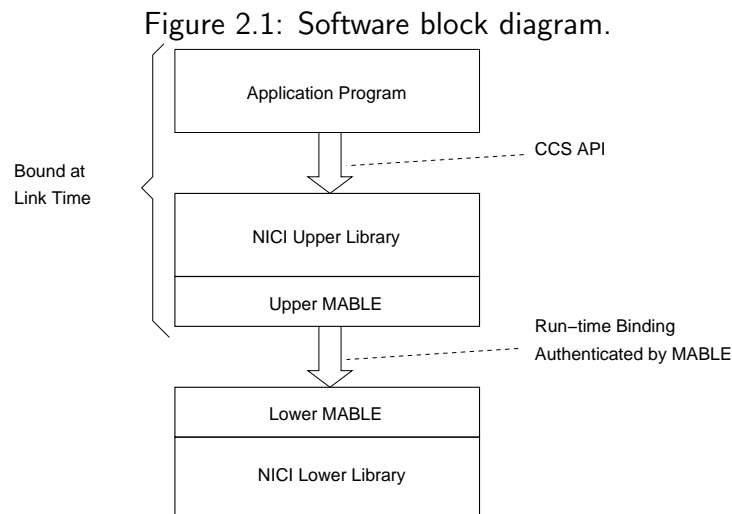 Figure 2.1: Software block diagram.
Application Program
CCS API
Bound at
Link Time
NICI Upper Library
Upper MABLE
Run−time Binding
Authenticated by MABLE
Lower MABLE
NICI Lower Library